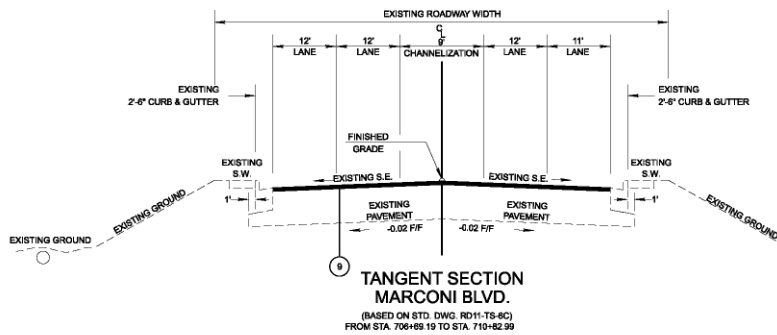 EXISTING ROADWAY WIDTH
CL
12' LANE
12' LANE
9' CHANNELIZATION
12' LANE
11' LANE
EXISTING
2'-6" CURB & GUTTER
EXISTING
2'-6" CURB & GUTTER
FINISHED
GRADE
EXISTING
S.W.
EXISTING S.E.
EXISTING S.E.
EXISTING
S.W.
1'
1'
EXISTING GROUND
EXISTING GROUND
EXISTING
PAVEMENT
EXISTING
PAVEMENT
EXISTING GROUND
-0.02 F/F
-0.02 F/F
9
TANGENT SECTION
MARCONI BLVD.
(BASED ON STD. DWG. RD11-TS-6C)
FROM STA. 706+69.19 TO STA. 710+82.99